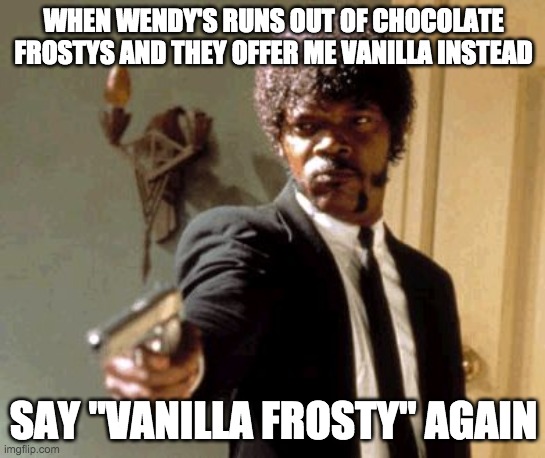 WHEN WENDY'S RUNS OUT OF CHOCOLATE
FROSTYS AND THEY OFFER ME VANILLA INSTEAD
SAY "VANILLA FROSTY" AGAIN
imgflip.com